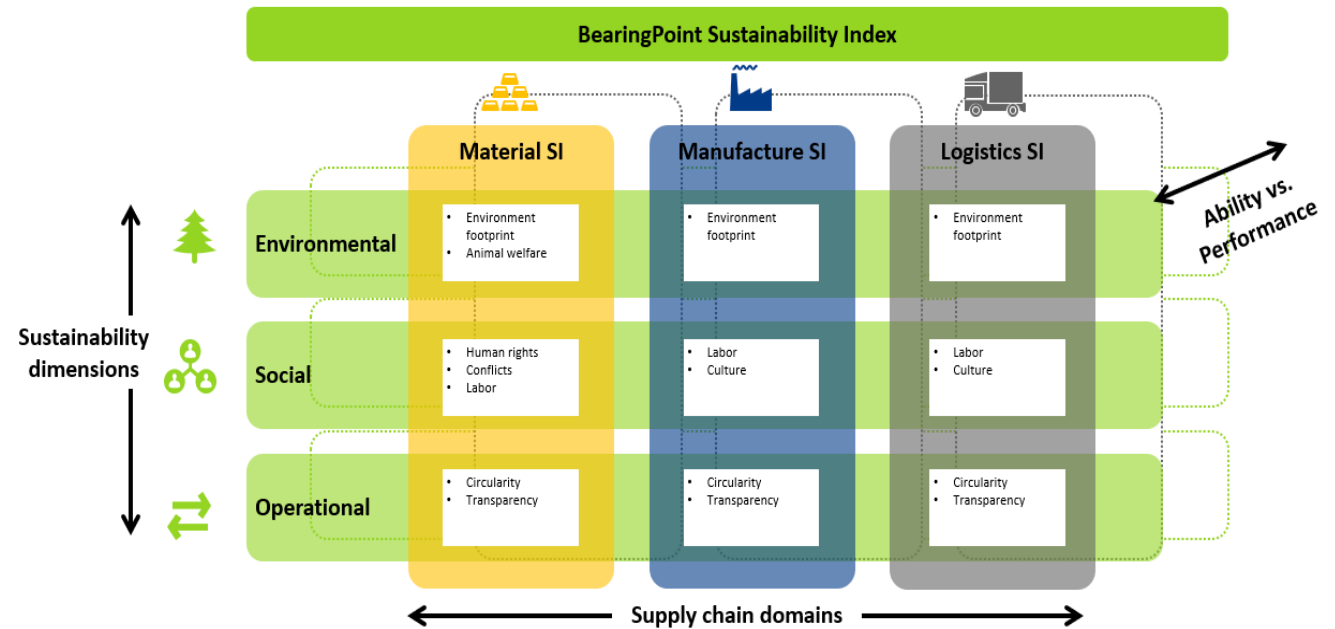 BearingPoint Sustainability Index
Material SI
Manufacture SI
Logistics SI
Ability vs.
Performance
Sustainability
dimensions
Environmental
• Environment
footprint
• Animal welfare
• Environment
footprint
• Environment
footprint
Social
• Human rights
• Conflicts
• Labor
• Labor
• Culture
• Labor
• Culture
Operational
• Circularity
• Transparency
• Circularity
• Transparency
• Circularity
• Transparency
Supply chain domains